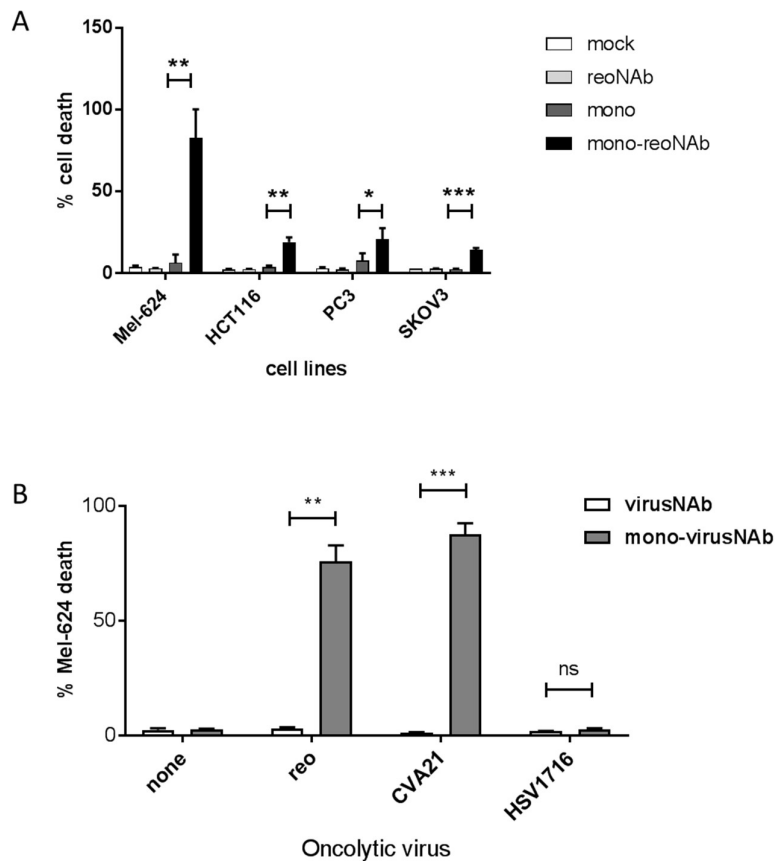 A
150
100
50
0
% cell death
**
**
*
***
mock
reoNAb
mono
mono-reoNAb
Mel-624
HCT116
PC3
SKOV3
cell lines
B
100
50
0
% Mel-624 death
**
***
ns
virusNAb
mono-virusNAb
none
reo
CVA21
HSV1716
Oncolytic virus